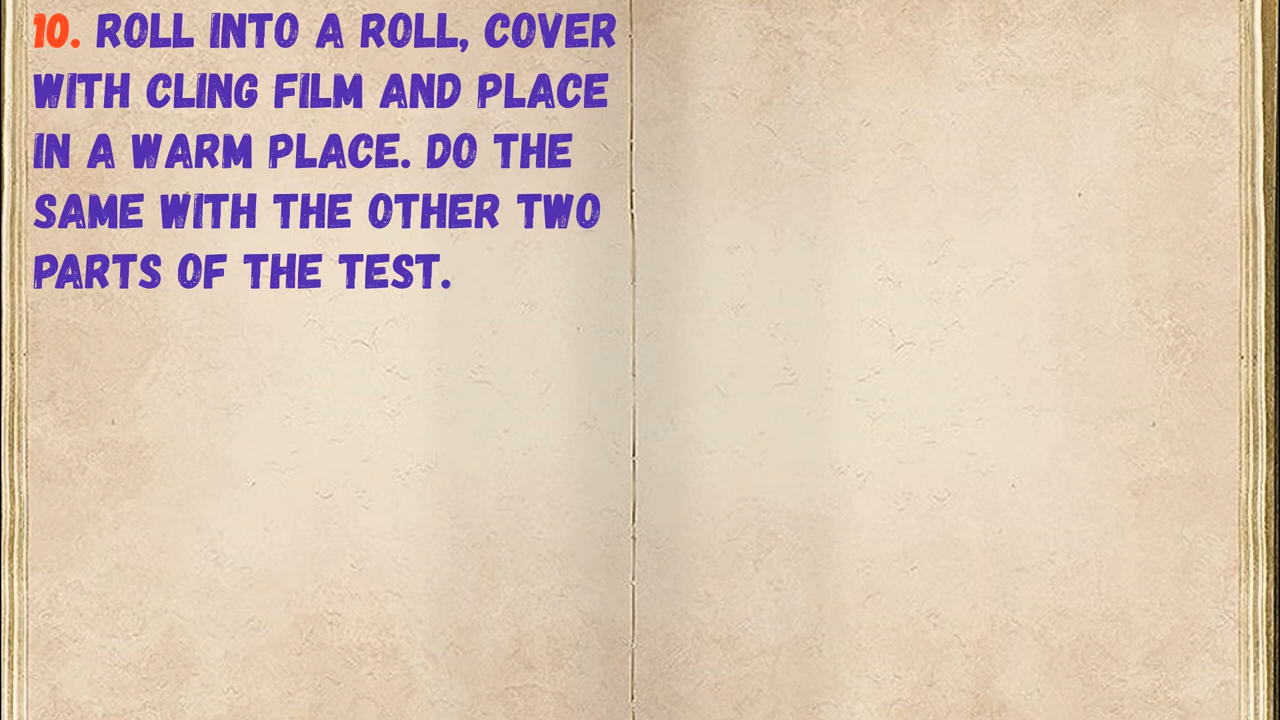 10. ROLL INTO A ROLL, COVER
WITH CLING FILM AND PLACE
IN A WARM PLACE. DO THE
SAME WITH THE OTHER TWO
PARTS OF THE TEST.